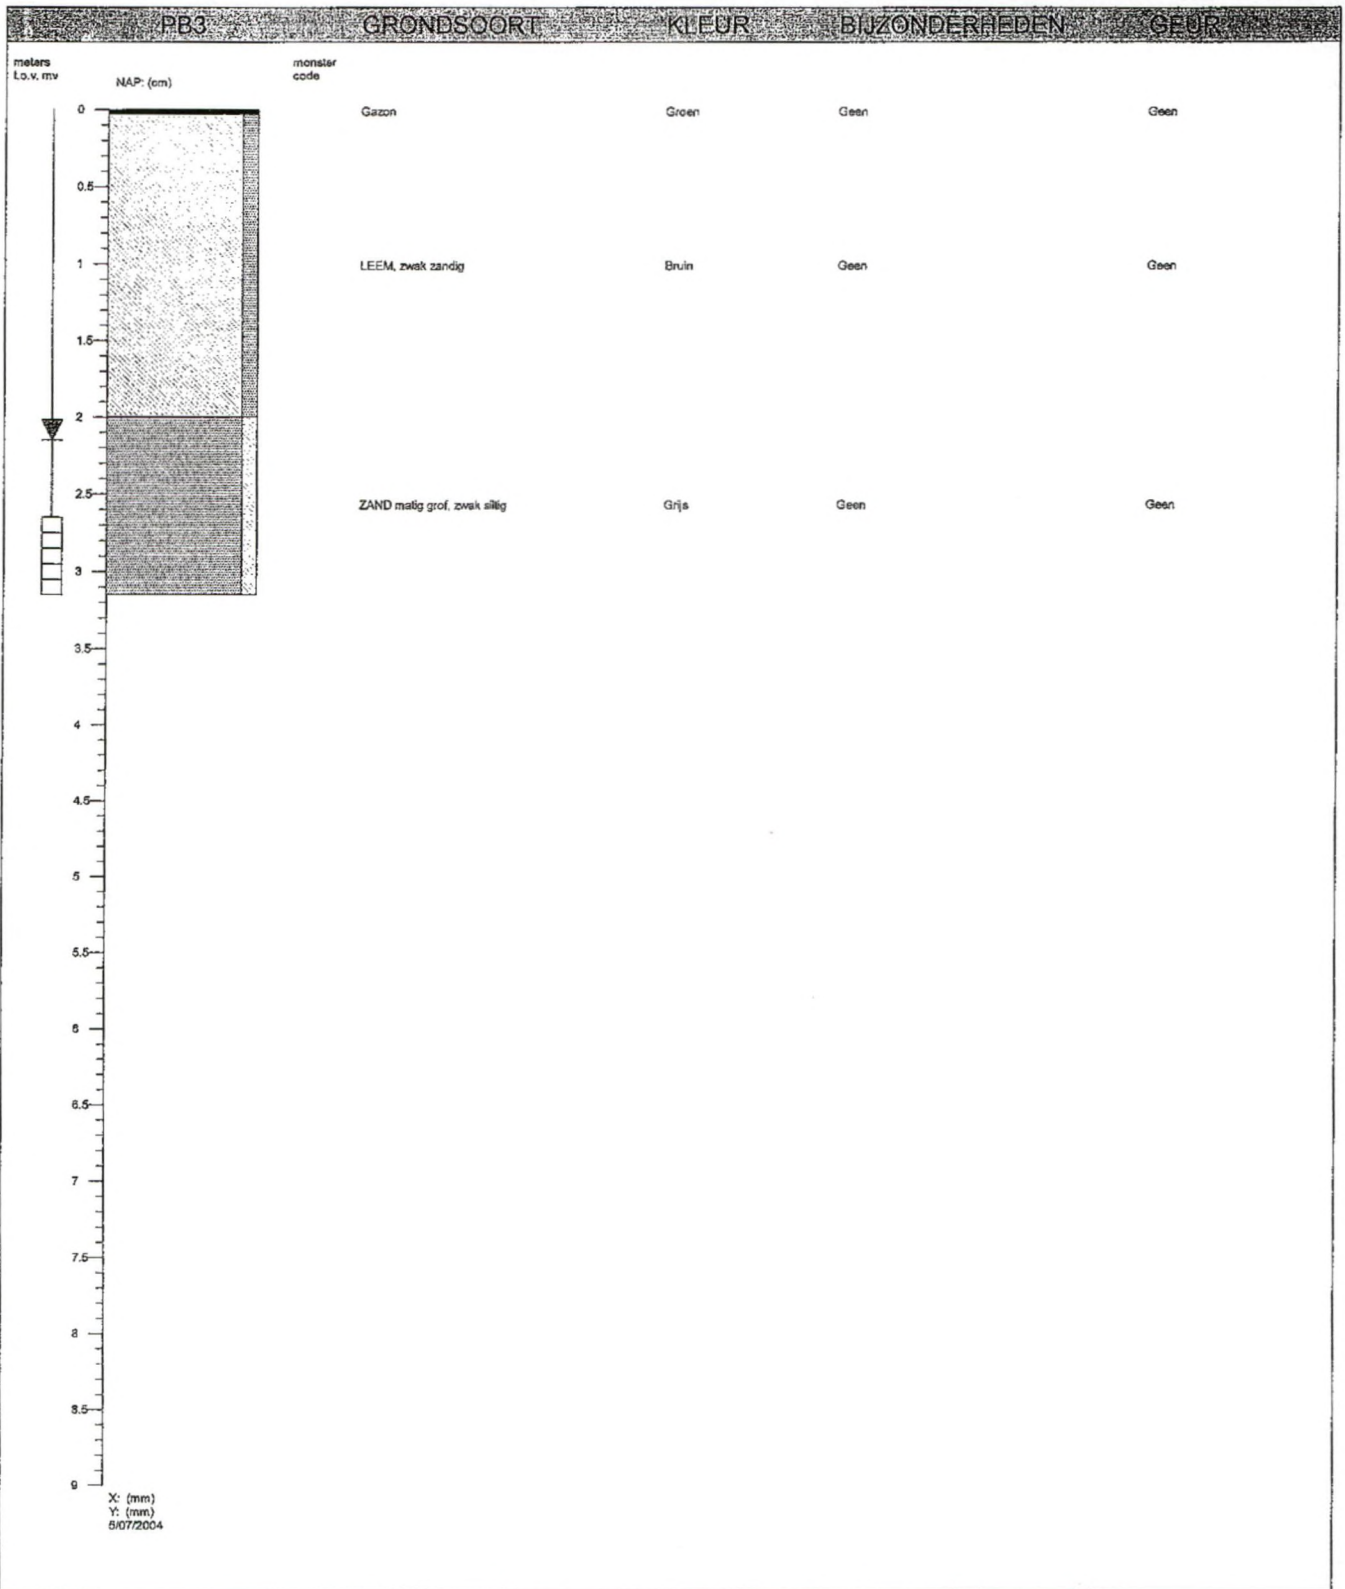 PB3 GRONDSOORT KLEUR BIJZONDERHEDEN GEUR
meters monster
t.o.v. mv NAP: (cm) code
0 Gazon Groen Geen Geen
0.5
1 LEEM, zwak zandig Bruin Geen Geen
1.5
2
2.5 ZAND matig grof, zwak siltig Grijs Geen Geen
3
3.5
4
4.5
5
5.5
6
6.5
7
7.5
8
8.5
9
X: (mm)
Y: (mm)
5/07/2004